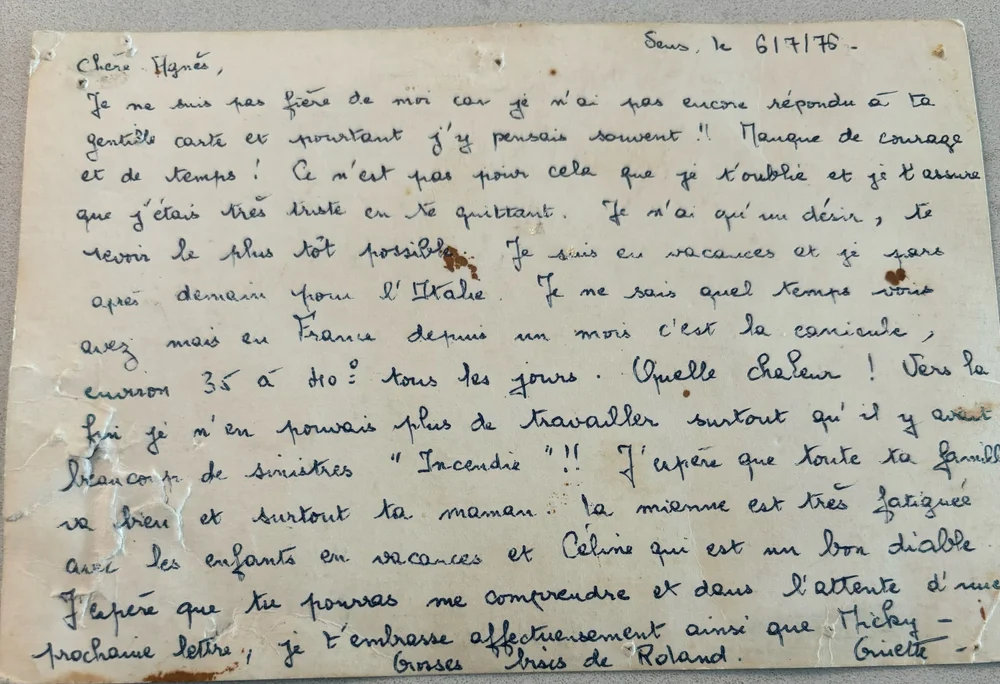 Sens, le 6/7/76 -
Chère Agnès,
Je ne suis pas fière de moi car je n'ai pas encore répondu à ta
gentille carte et pourtant j'y pensais souvent !! Manque de courage
et de temps ! Ce n'est pas pour cela que je t'oublie et je t'assure
que j'étais très triste en te quittant. Je n'ai qu'un désir, te
revoir le plus tôt possible. Je suis en vacances et je pars
après demain pour l'Italie. Je ne sais quel temps vous
avez mais en France depuis un mois c'est la canicule,
environ 35 à 40° tous les jours. Quelle chaleur ! Vers la
fin je n'en pouvais plus de travailler surtout qu'il y avait
beaucoup de sinistres "Incendie" !! J'espère que toute ta famill
va bien et surtout ta maman. La mienne est très fatiguée
avec les enfants en vacances et Céline qui est un bon diable
J'espère que tu pourras me comprendre et dans l'attente d'une
prochaine lettre, je t'embrasse affectueusement ainsi que Micky -
Grosses bises de Roland. Ginette -